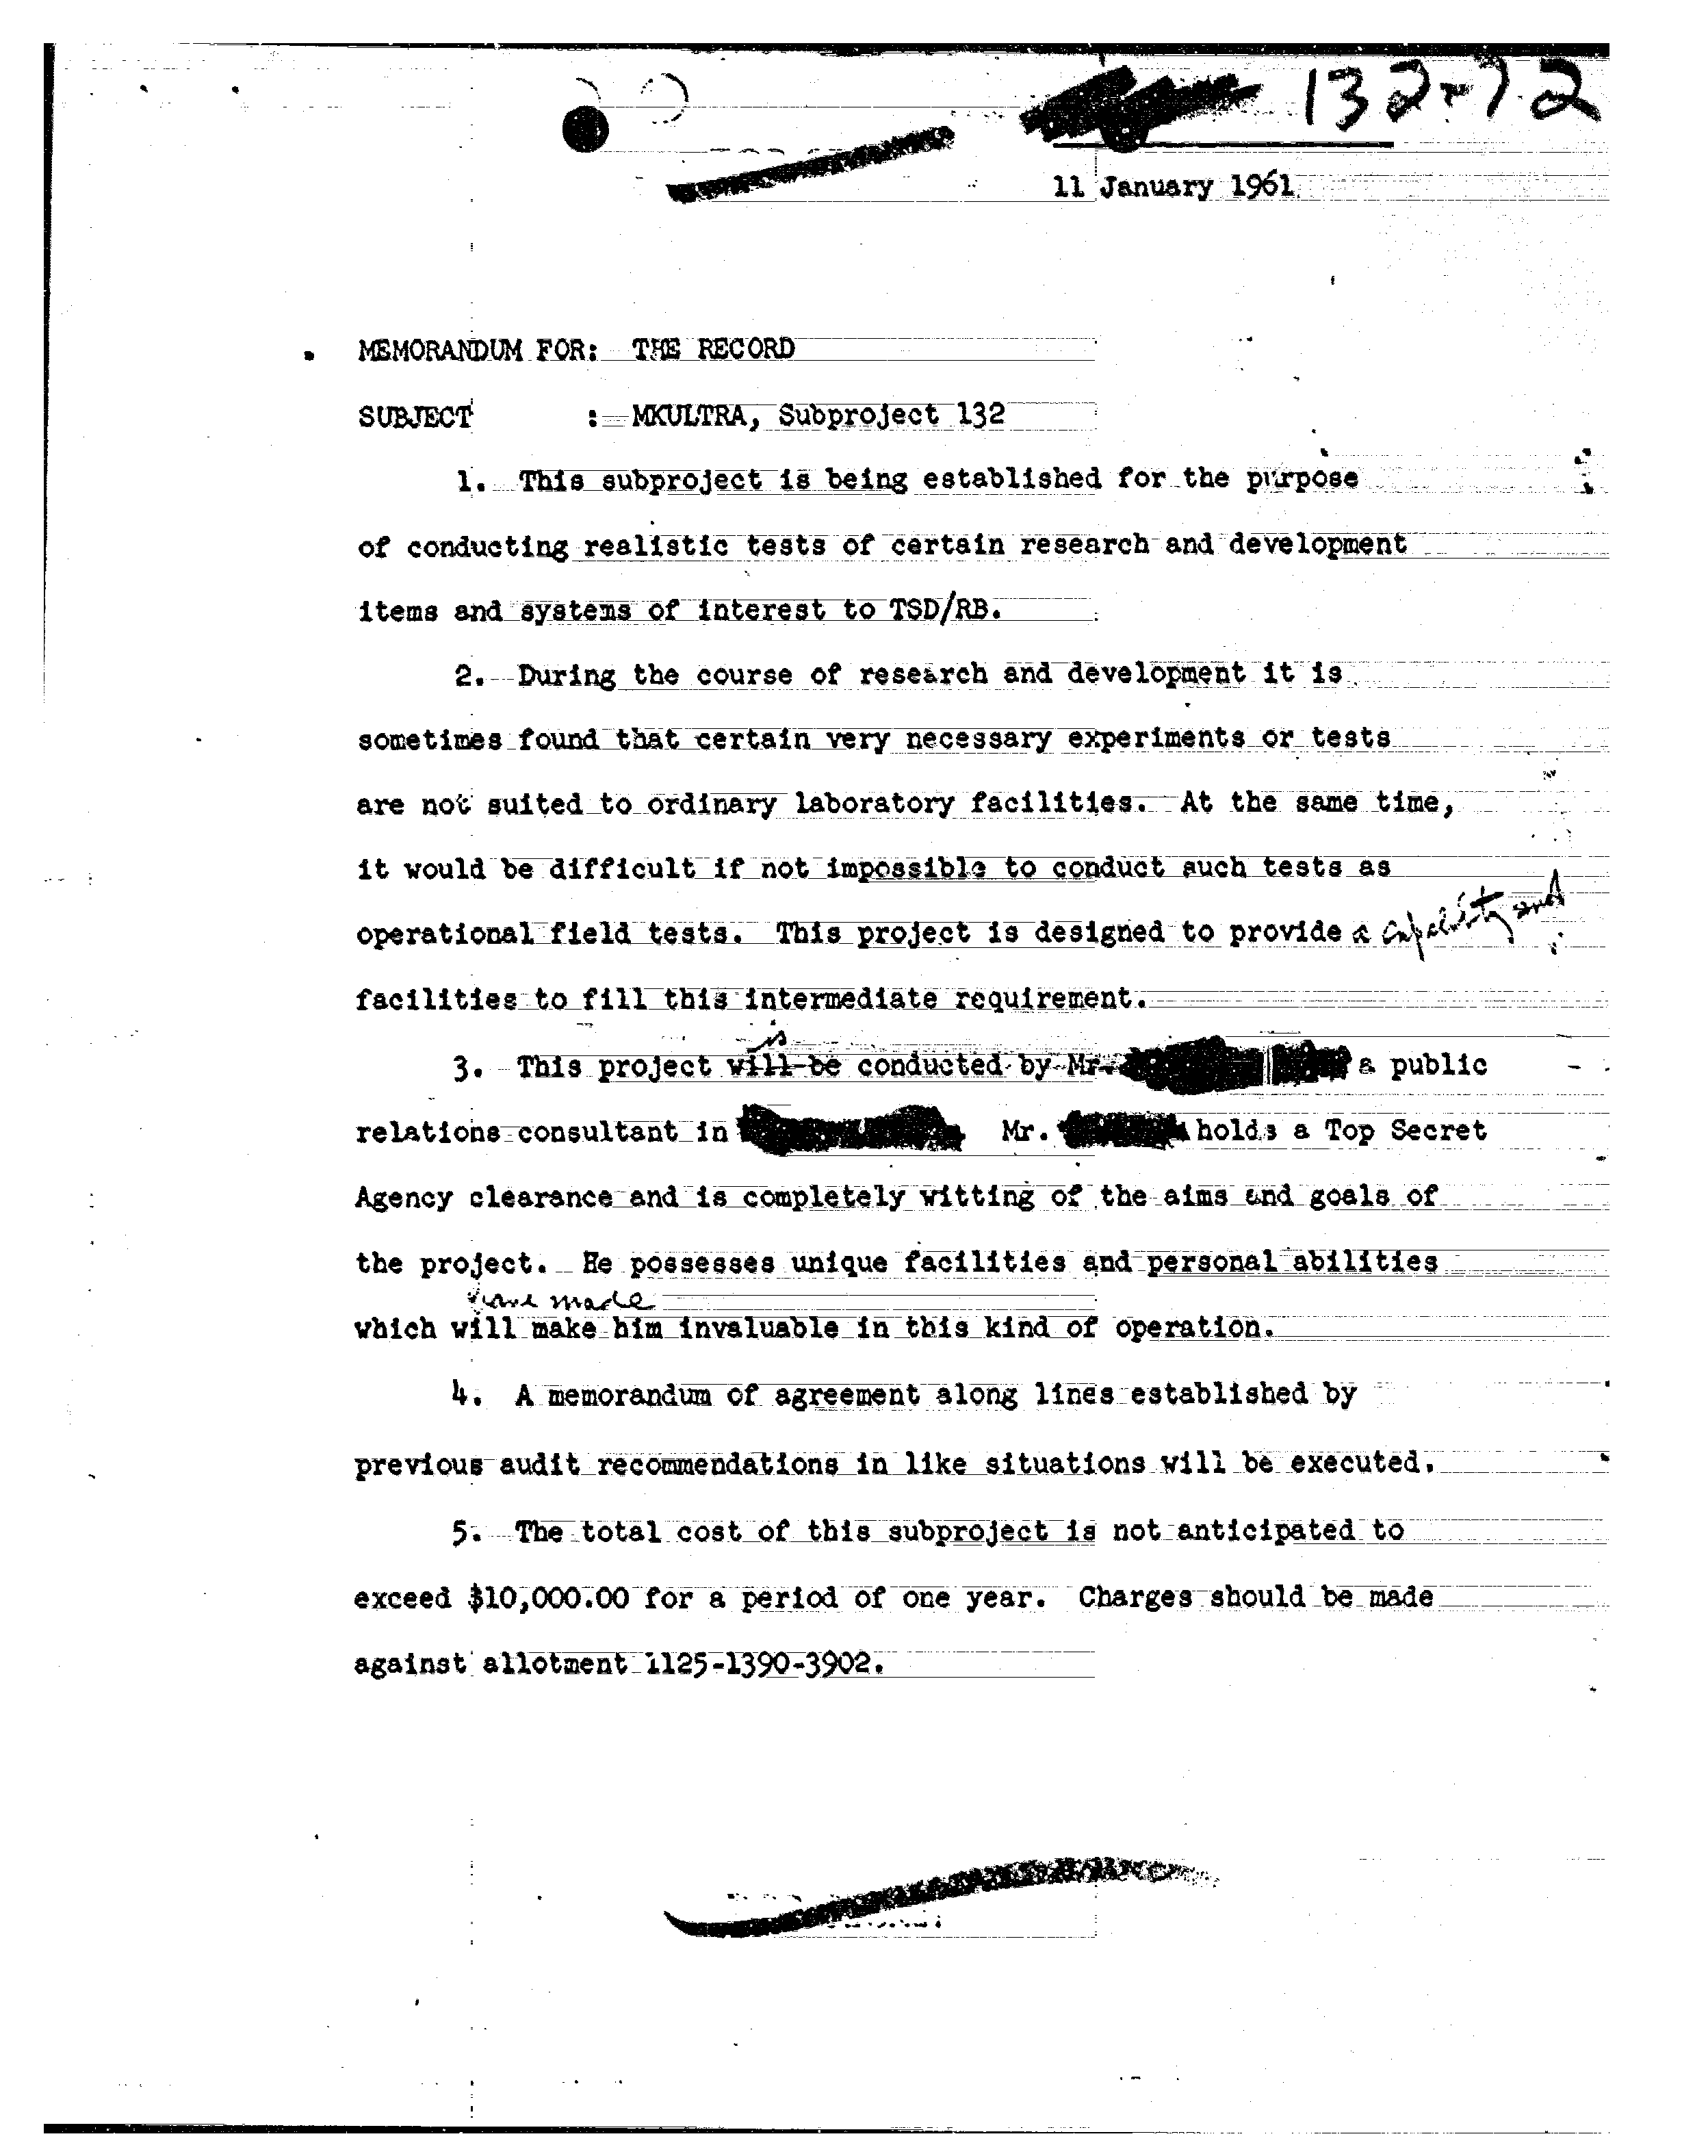 132-72
11 January 1961
MEMORANDUM FOR: THE RECORD
SUBJECT : MKULTRA, Subproject 132
1. This subproject is being established for the purpose
of conducting realistic tests of certain research and development
items and systems of interest to TSD/RB.
2. During the course of research and development it is
sometimes found that certain very necessary experiments or tests
are not suited to ordinary laboratory facilities. At the same time,
it would be difficult if not impossible to conduct such tests as
operational field tests. This project is designed to provide a capability and
facilities to fill this intermediate requirement.
is
3. This project will be conducted by Mr. a public
relations consultant in Mr. holds a Top Secret
Agency clearance and is completely witting of the aims and goals of
the project. He possesses unique facilities and personal abilities
have made
which will make him invaluable in this kind of operation.
4. A memorandum of agreement along lines established by
previous audit recommendations in like situations will be executed.
5. The total cost of this subproject is not anticipated to
exceed $10,000.00 for a period of one year. Charges should be made
against allotment 1125-1390-3902.